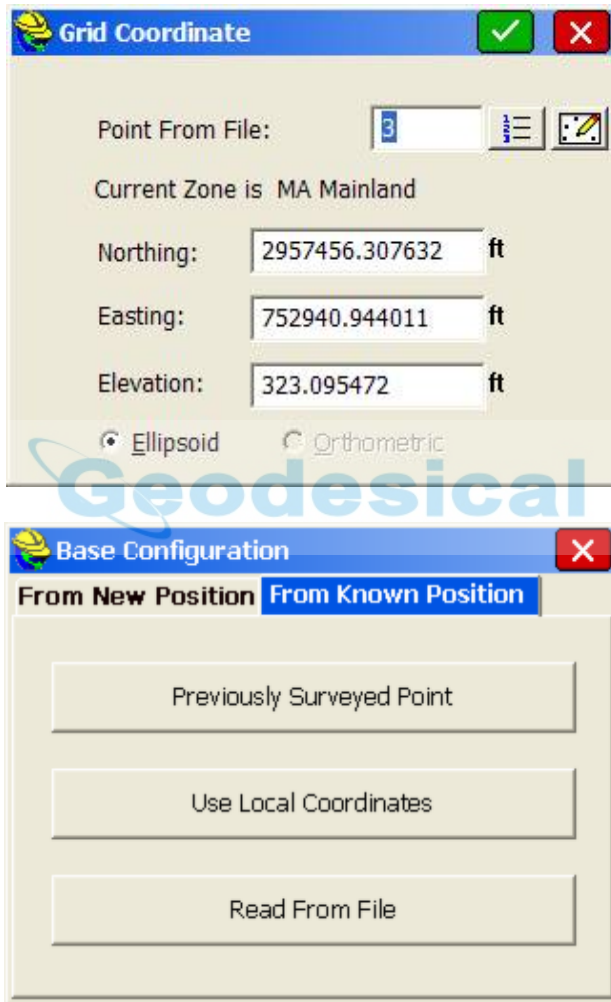 Grid Coordinate
Point From File: 3
Current Zone is MA Mainland
Northing: 2957456.307632 ft
Easting: 752940.944011 ft
Elevation: 323.095472 ft
Ellipsoid Orthometric
Geodesical
Base Configuration
From New Position From Known Position
Previously Surveyed Point
Use Local Coordinates
Read From File